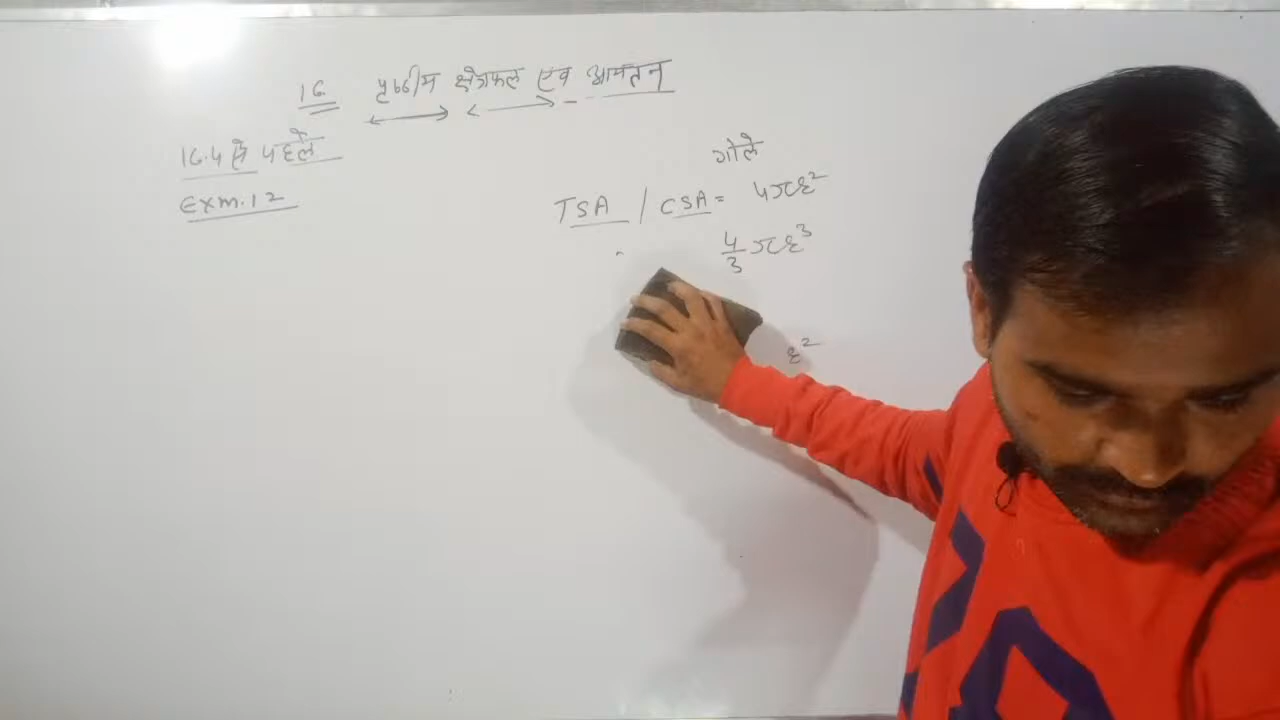 16 पृष्ठीय क्षेत्रफल एवं आयतन
16.4 से पहले
Exm.12
गोले
TSA / CSA = 4πr²
4/3 πr³
r²